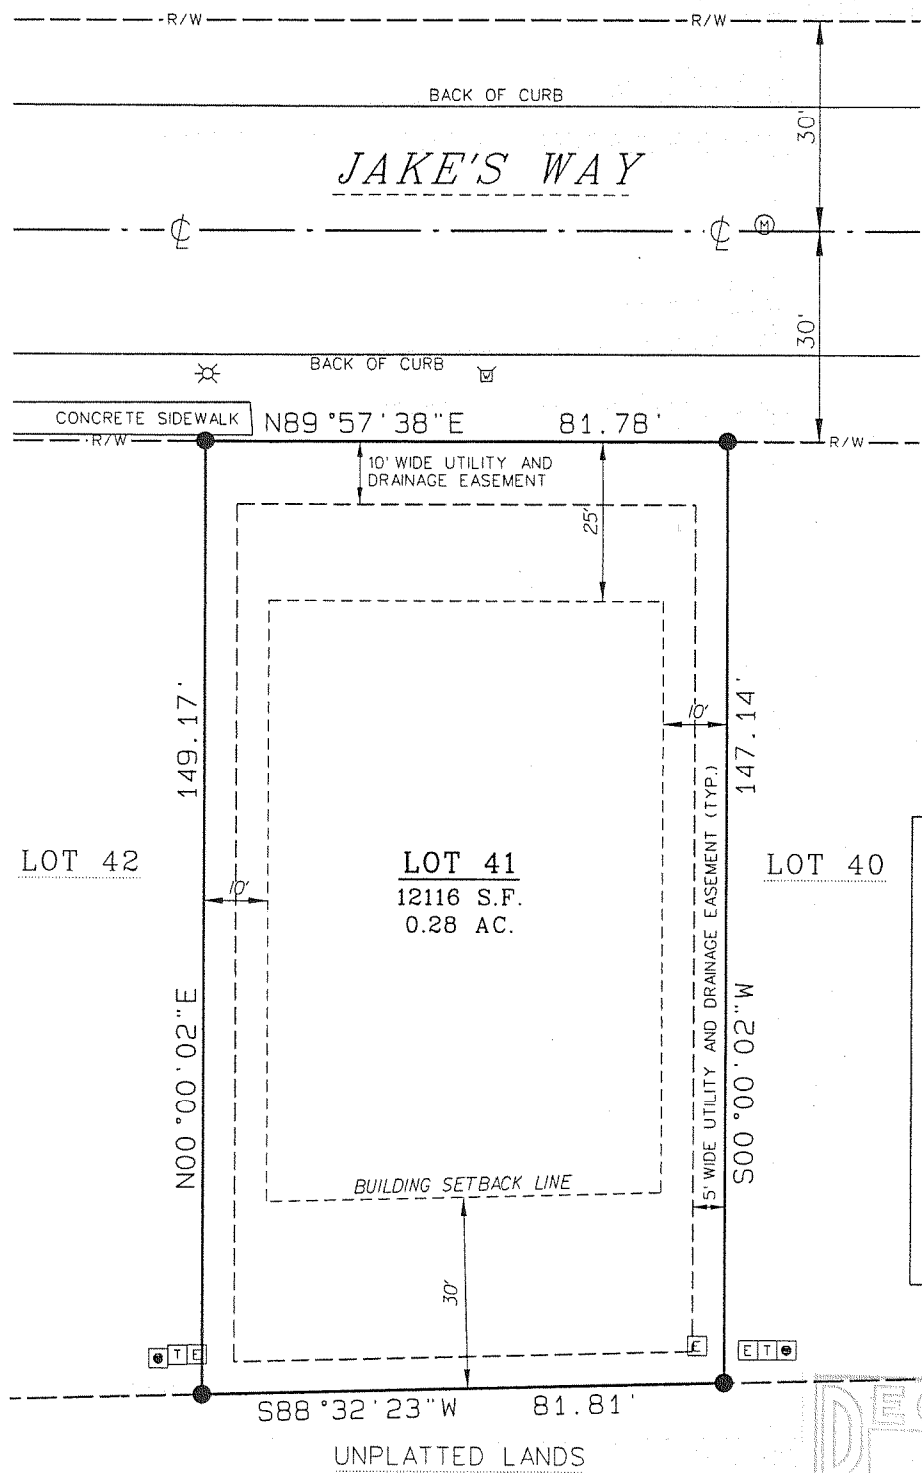 R/W R/W
BACK OF CURB
30'
JAKE'S WAY
℄ ℄ M
30'
BACK OF CURB
W
CONCRETE SIDEWALK
N89°57'38"E 81.78'
R/W R/W
10' WIDE UTILITY AND
DRAINAGE EASEMENT
25'
149.17'
10'
147.14'
LOT 42
LOT 41
12116 S.F.
0.28 AC.
LOT 40
10'
N00°00'02"E
5' WIDE UTILITY AND DRAINAGE EASEMENT (TYP.)
S00°00'02"W
BUILDING SETBACK LINE
30'
T E
E
E T
S88°32'23"W 81.81'
UNPLATTED LANDS